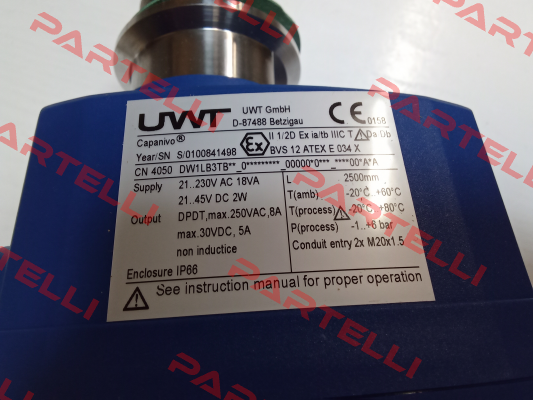 UWT
UWT GmbH
D-87488 Betzigau
CE 0158
Capanivo®
Ex II 1/2D Ex ia/tb IIIC T Da Db
BVS 12 ATEX E 034 X
Year/SN S/0100841498
CN 4050 DW1LB3TB**_0*********_00000*0***_****00*A*A
Supply 21..230V AC 18VA
21..45V DC 2W
Output DPDT, max.250VAC,8A
max.30VDC, 5A
non inductice
Enclosure IP66
L 2500mm
T(amb) -20°C..+60°C
T(process) -20°C..+80°C
P(process) -1..+6 bar
Conduit entry 2x M20x1.5
See instruction manual for proper operation
PARTELLI
PARTELLI
PARTELLI
PARTELLI
PARTELLI